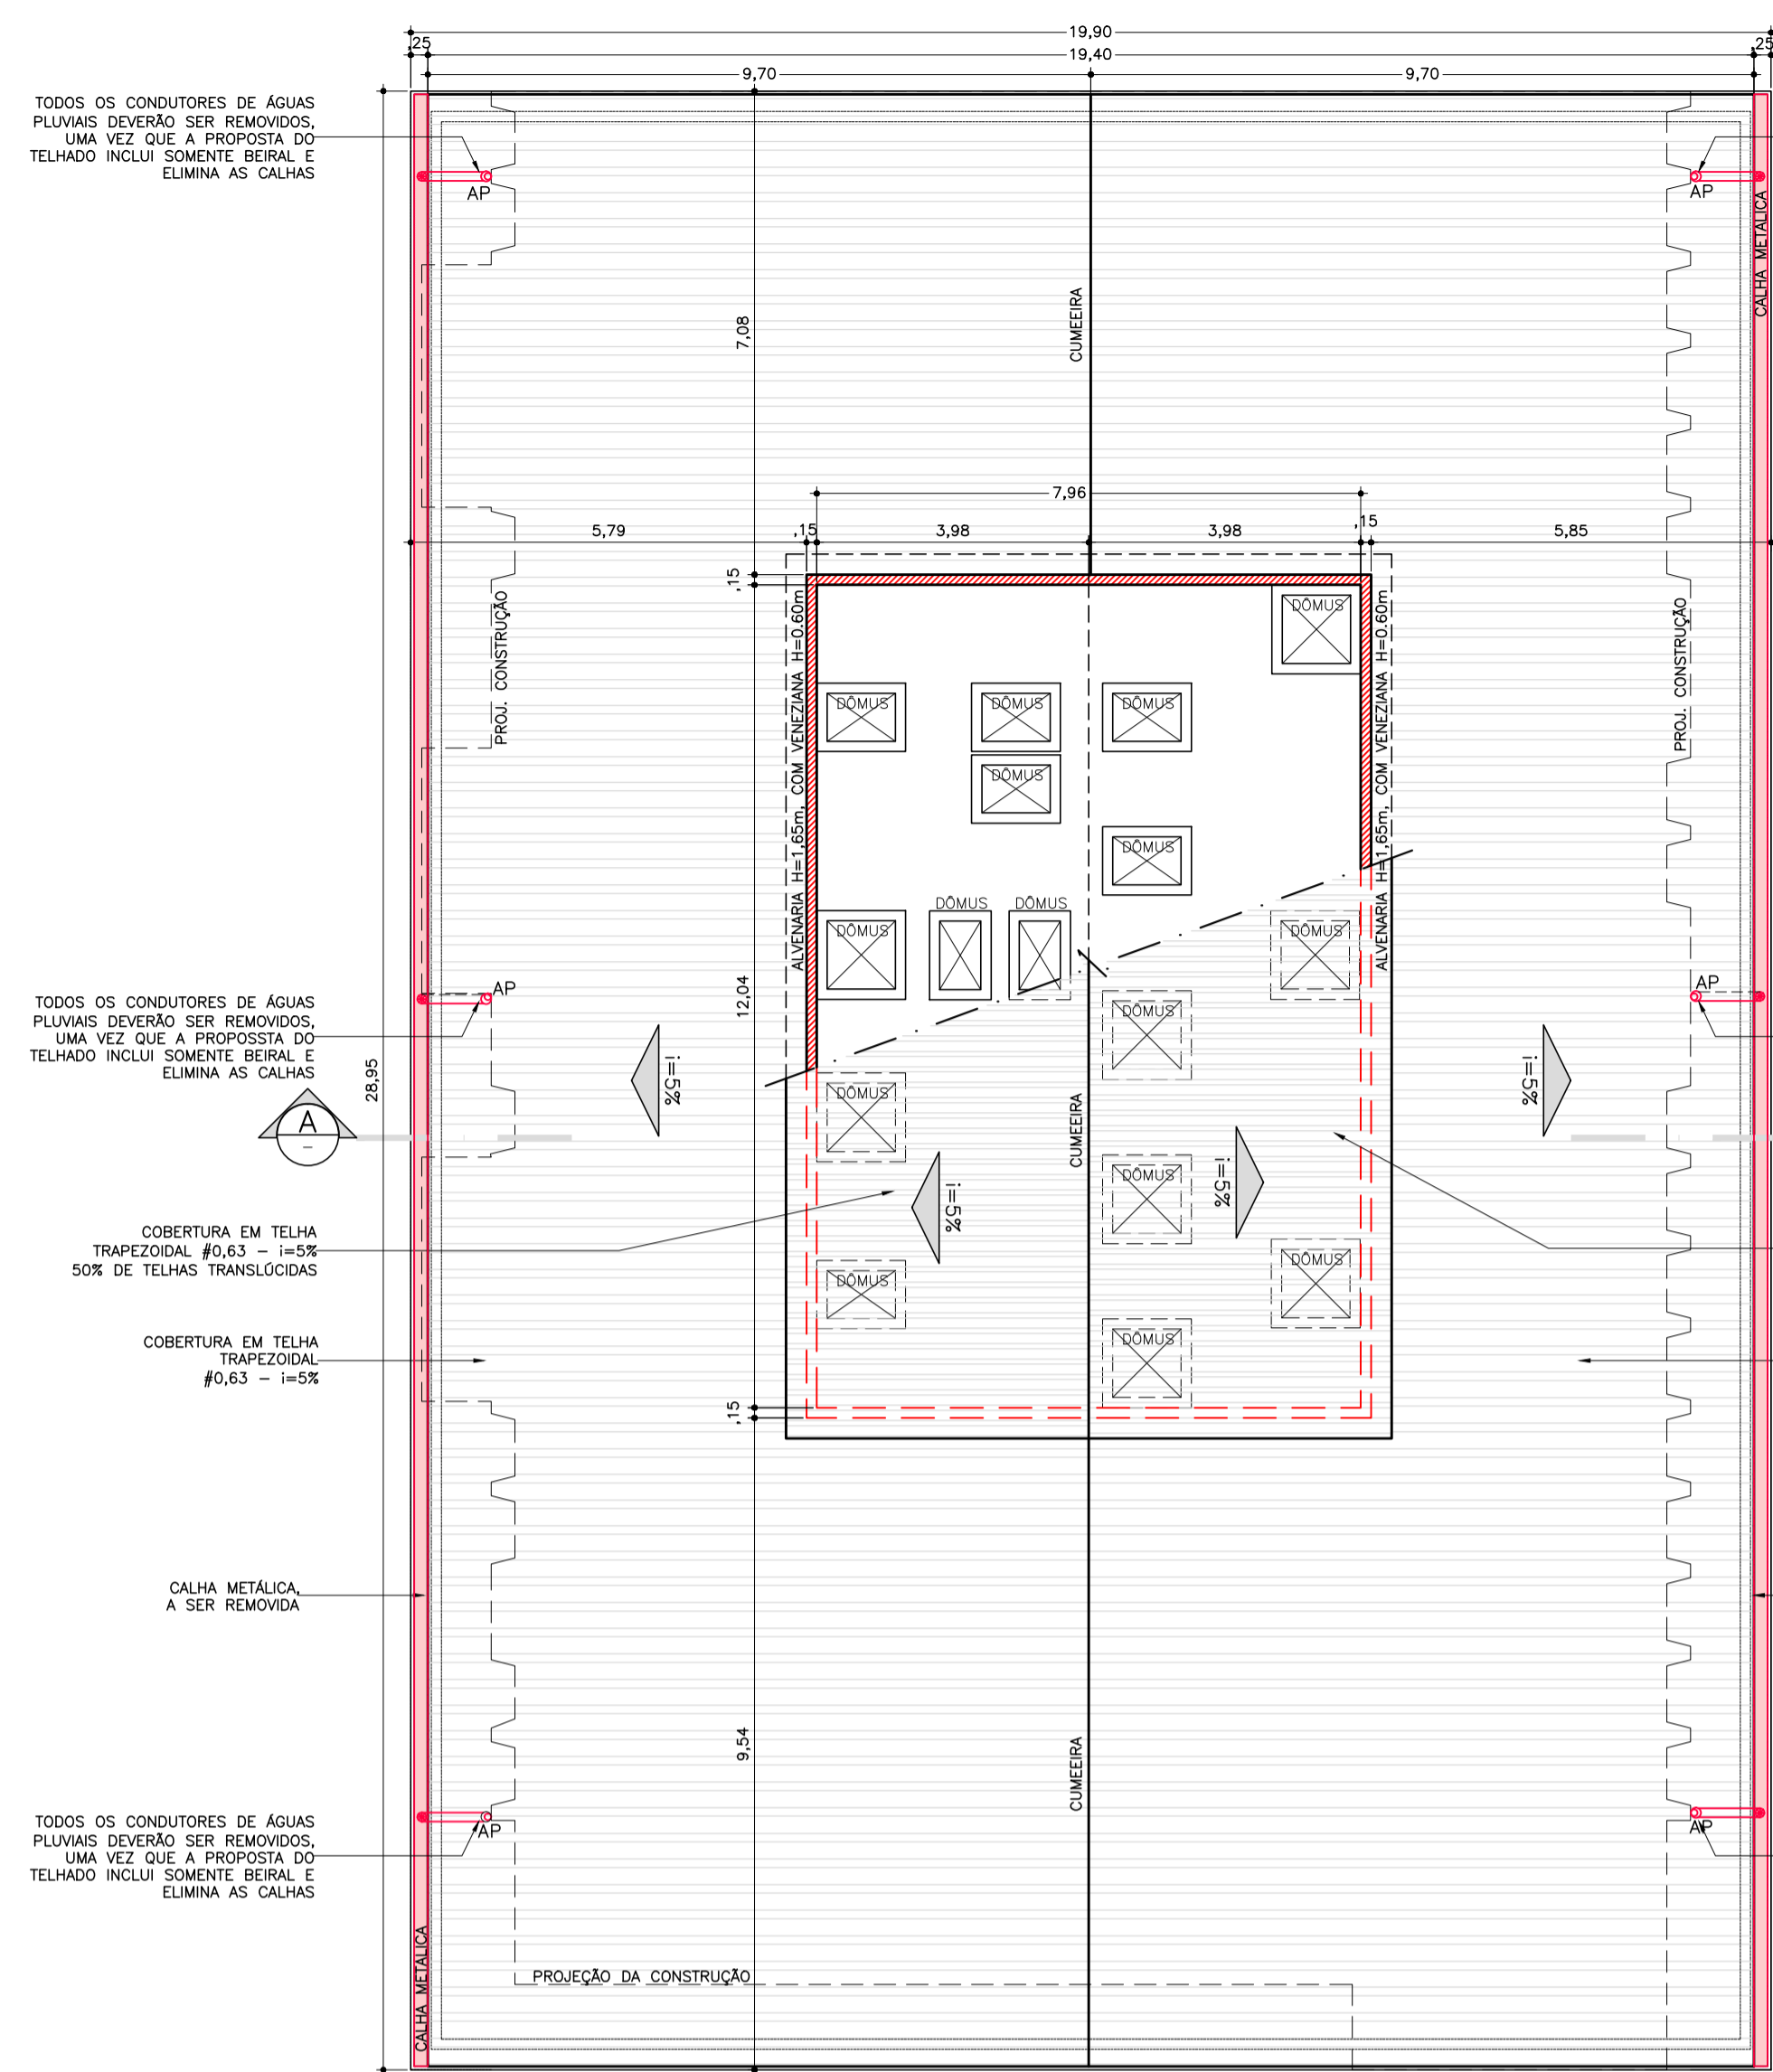 19,90
,25
19,40
,25
9,70
9,70
TODOS OS CONDUTORES DE ÁGUAS
PLUVIAIS DEVERÃO SER REMOVIDOS,
UMA VEZ QUE A PROPOSTA DO
TELHADO INCLUI SOMENTE BEIRAL E
ELIMINA AS CALHAS
AP
AP
CALHA METALICA
CUMEEIRA
7,08
7,96
5,79
,15
3,98
3,98
,15
5,85
,15
PROJ. CONSTRUÇÃO
ALVENARIA H=1,65m, COM VENEZIANA H=0.60m
ALVENARIA H=1,65m, COM VENEZIANA H=0.60m
PROJ. CONSTRUÇÃO
DÔMUS
DÔMUS
DÔMUS
DÔMUS
DÔMUS
DÔMUS
DÔMUS
DÔMUS
DÔMUS
DÔMUS
AP
AP
TODOS OS CONDUTORES DE ÁGUAS
PLUVIAIS DEVERÃO SER REMOVIDOS,
UMA VEZ QUE A PROPOSSTA DO
TELHADO INCLUI SOMENTE BEIRAL E
ELIMINA AS CALHAS
12,04
28,95
DÔMUS
i=5%
i=5%
DÔMUS
A
–
CUMEEIRA
DÔMUS
i=5%
i=5%
COBERTURA EM TELHA
TRAPEZOIDAL #0,63 – i=5%
50% DE TELHAS TRANSLÚCIDAS
DÔMUS
DÔMUS
DÔMUS
COBERTURA EM TELHA
TRAPEZOIDAL
#0,63 – i=5%
,15
CALHA METÁLICA,
A SER REMOVIDA
9,54
CUMEEIRA
TODOS OS CONDUTORES DE ÁGUAS
PLUVIAIS DEVERÃO SER REMOVIDOS,
UMA VEZ QUE A PROPOSTA DO
TELHADO INCLUI SOMENTE BEIRAL E
ELIMINA AS CALHAS
AP
AP
CALHA METALICA
PROJEÇÃO DA CONSTRUÇÃO